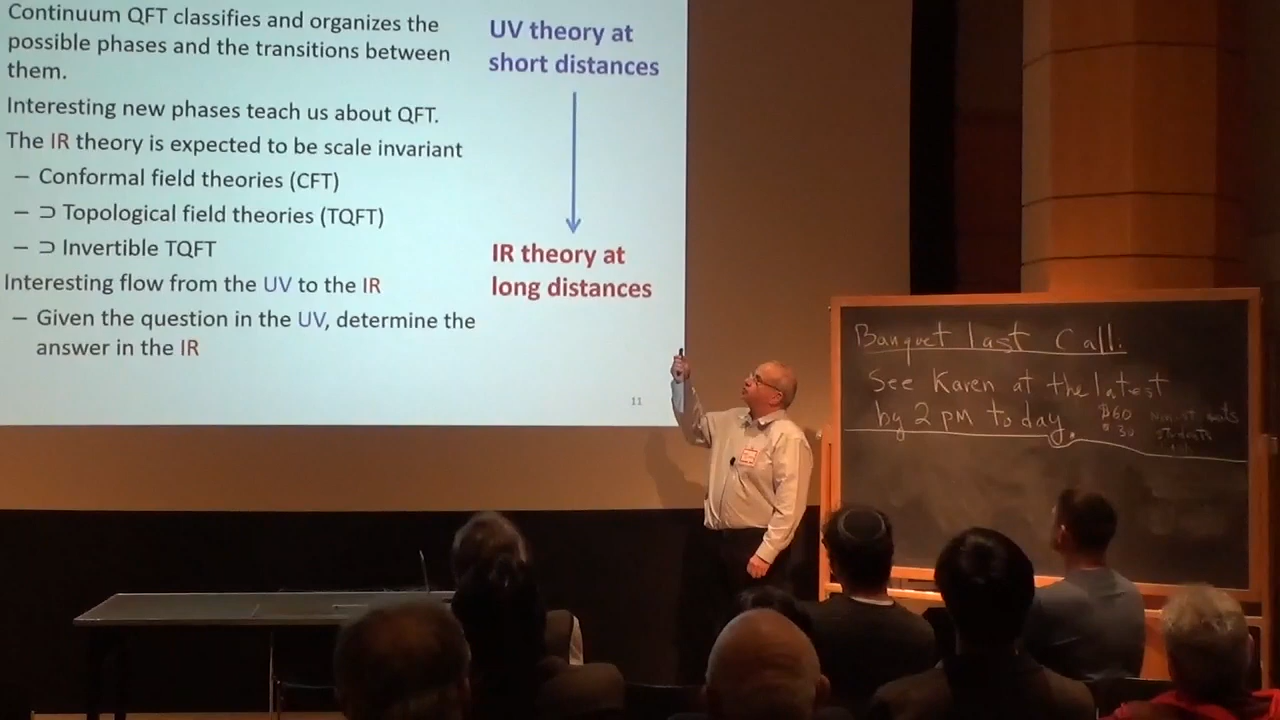 Continuum QFT classifies and organizes the
possible phases and the transitions between
them.
Interesting new phases teach us about QFT.
The IR theory is expected to be scale invariant
– Conformal field theories (CFT)
– ⊃ Topological field theories (TQFT)
– ⊃ Invertible TQFT
Interesting flow from the UV to the IR
– Given the question in the UV, determine the
answer in the IR
UV theory at
short distances
IR theory at
long distances
11
Banquet Last Call:
See Karen at the latest
by 2 PM today.
$60
$30 students